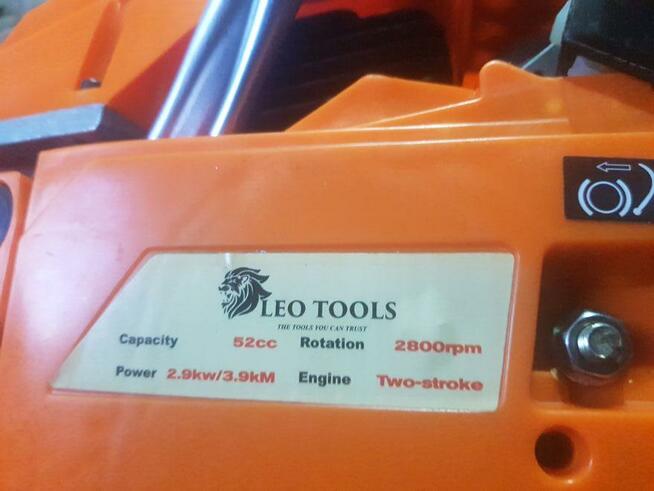 LEO TOOLS
THE TOOLS YOU CAN TRUST
Capacity 52cc Rotation 2800rpm
Power 2.9kw/3.9kM Engine Two-stroke